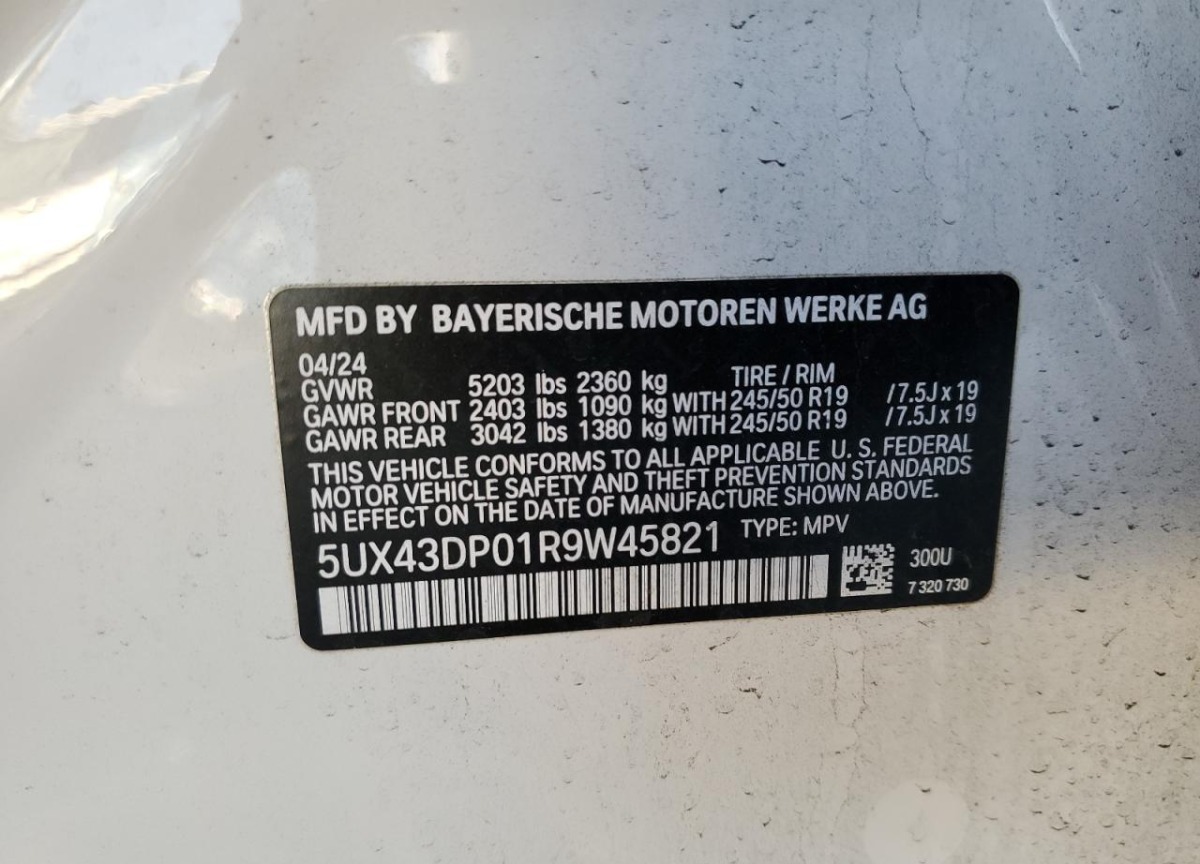 MFD BY BAYERISCHE MOTOREN WERKE AG
04/24
GVWR 5203 lbs 2360 kg TIRE / RIM
GAWR FRONT 2403 lbs 1090 kg WITH 245/50 R19 /7.5J x 19
GAWR REAR 3042 lbs 1380 kg WITH 245/50 R19 /7.5J x 19
THIS VEHICLE CONFORMS TO ALL APPLICABLE U. S. FEDERAL
MOTOR VEHICLE SAFETY AND THEFT PREVENTION STANDARDS
IN EFFECT ON THE DATE OF MANUFACTURE SHOWN ABOVE.
5UX43DP01R9W45821 TYPE: MPV
300U
7 320 730